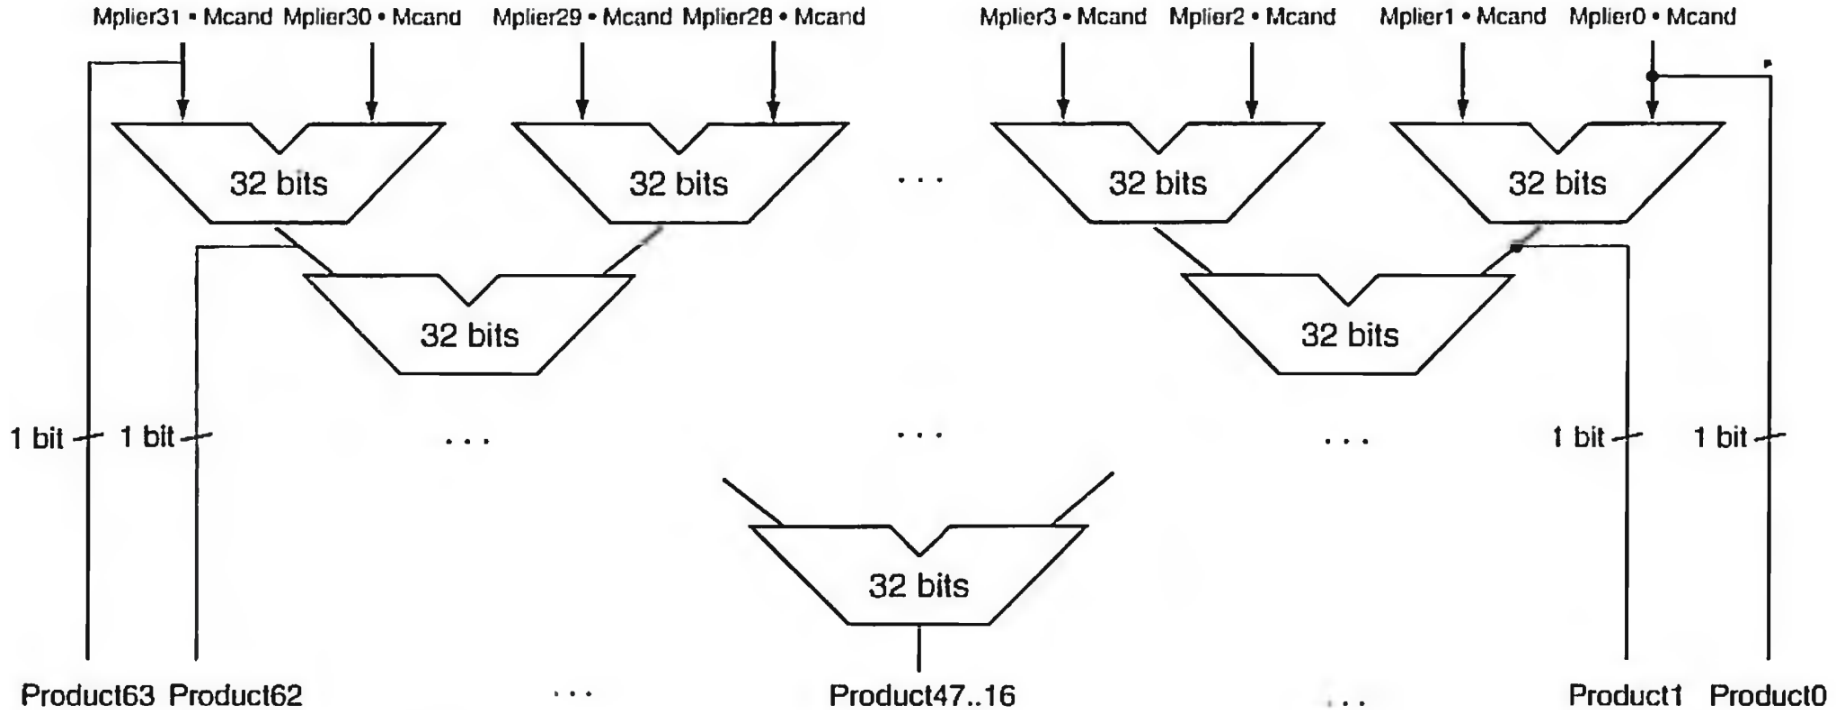 Mplier31 • Mcand Mplier30 • Mcand Mplier29 • Mcand Mplier28 • Mcand Mplier3 • Mcand Mplier2 • Mcand Mplier1 • Mcand Mplier0 • Mcand
32 bits 32 bits . . . 32 bits 32 bits
32 bits 32 bits
1 bit 1 bit . . . . . . . . . 1 bit 1 bit
32 bits
Product63 Product62 . . . Product47..16 . . . Product1 Product0